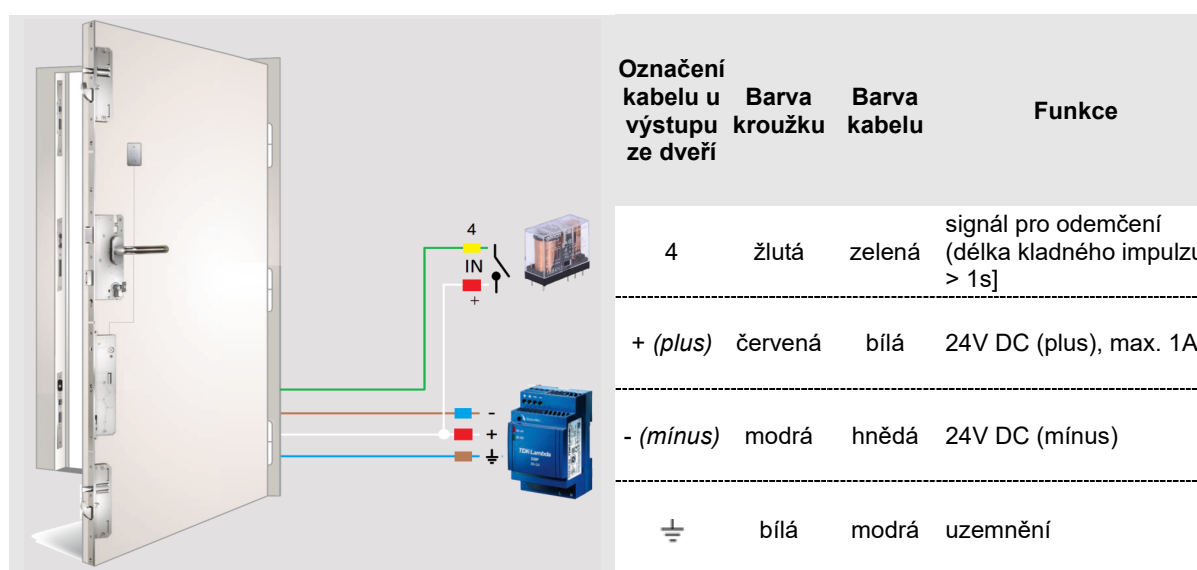 4
IN
+
-
+
TDK·Lambda
Označení
kabelu u
výstupu
ze dveří
Barva
kroužku
Barva
kabelu
Funkce
4
žlutá
zelená
signál pro odemčení
(délka kladného impulzu
> 1s]
+ (plus)
červená
bílá
24V DC (plus), max. 1A
- (mínus)
modrá
hnědá
24V DC (mínus)
bílá
modrá
uzemnění